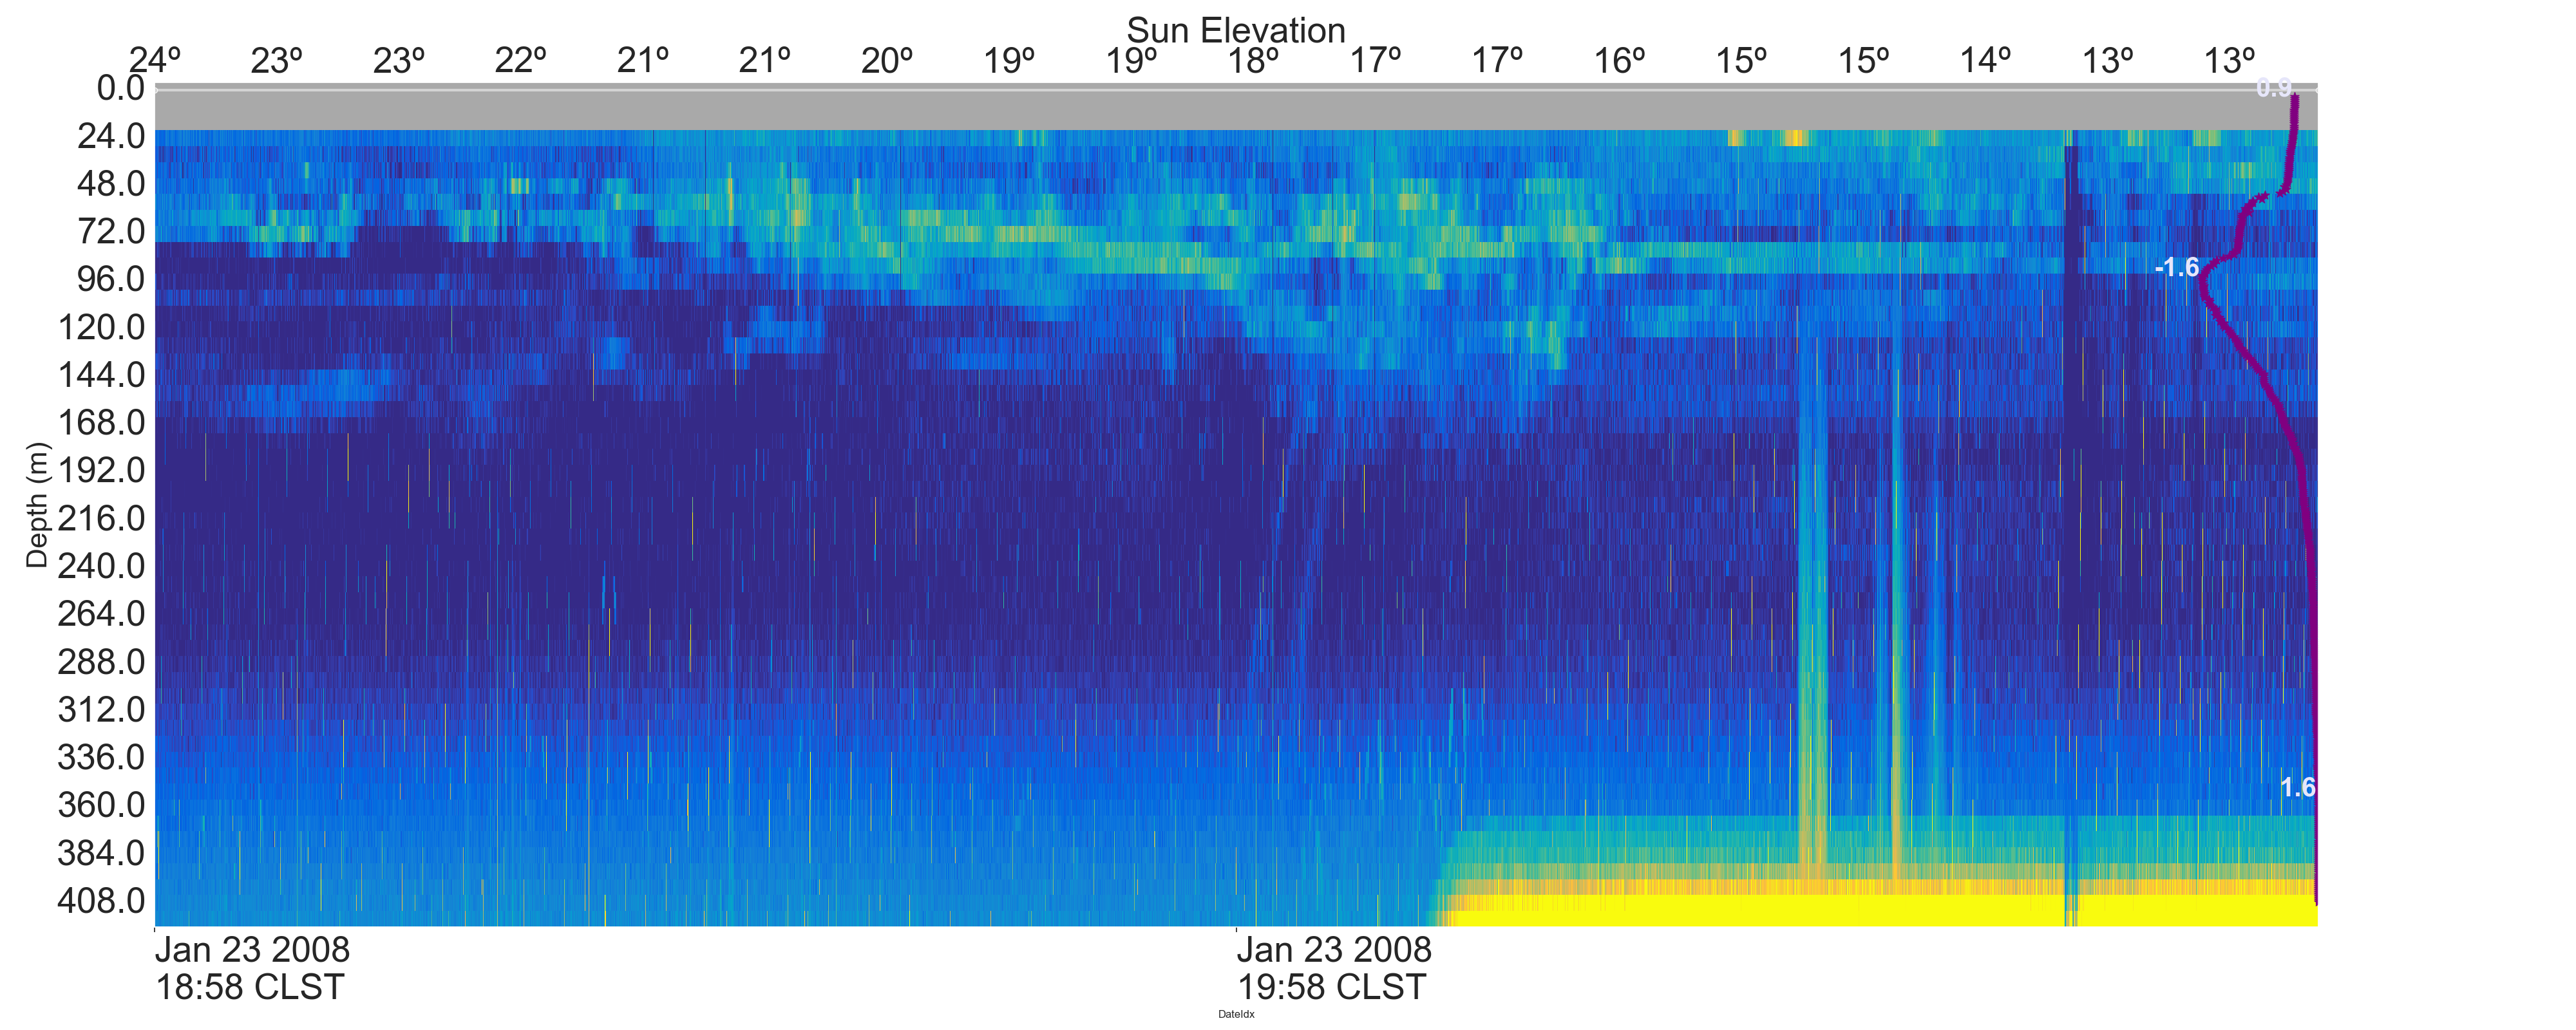 Sun Elevation
24º 23º 23º 22º 21º 21º 20º 19º 19º 18º 17º 17º 16º 15º 15º 14º 13º 13º
0.0
24.0
48.0
72.0
96.0
120.0
144.0
168.0
192.0
216.0
240.0
264.0
288.0
312.0
336.0
360.0
384.0
408.0
Depth (m)
0.9
-1.6
1.6
Jan 23 2008
18:58 CLST
Jan 23 2008
19:58 CLST
DateIdx